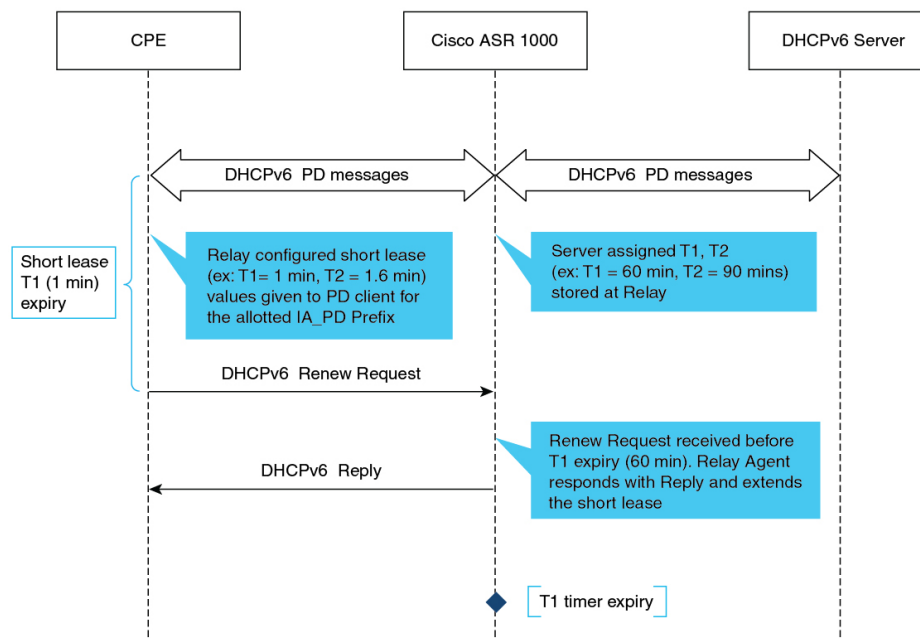 CPE
Cisco ASR 1000
DHCPv6 Server
DHCPv6 PD messages
DHCPv6 PD messages
Short lease
T1 (1 min)
expiry
Relay configured short lease
(ex: T1= 1 min, T2 = 1.6 min)
values given to PD client for
the allotted IA_PD Prefix
Server assigned T1, T2
(ex: T1 = 60 min, T2 = 90 mins)
stored at Relay
DHCPv6 Renew Request
Renew Request received before
T1 expiry (60 min). Relay Agent
responds with Reply and extends
the short lease
DHCPv6 Reply
T1 timer expiry